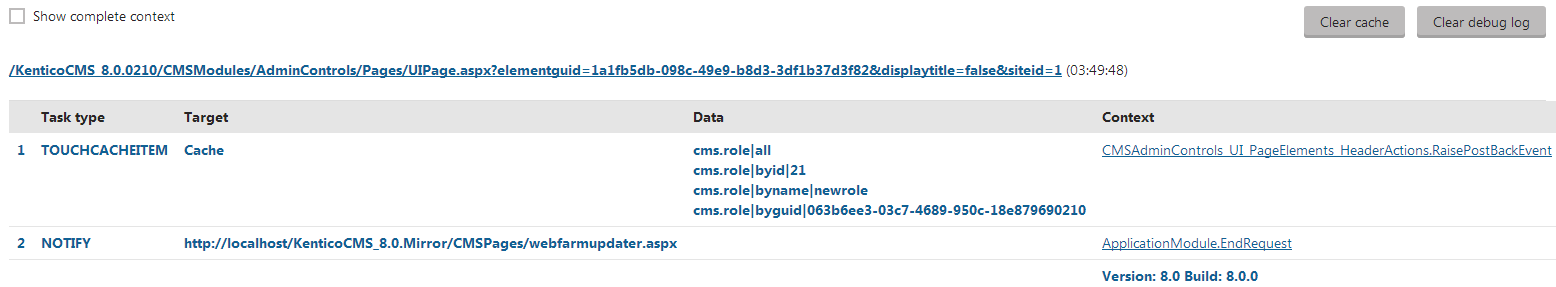 Show complete context
Clear cache Clear debug log
/KenticoCMS_8.0.0210/CMSModules/AdminControls/Pages/UIPage.aspx?elementguid=1a1fb5db-098c-49e9-b8d3-3df1b37d3f82&displaytitle=false&siteid=1 (03:49:48)
Task type Target Data Context
1 TOUCHCACHEITEM Cache cms.role|all CMSAdminControls_UI_PageElements_HeaderActions.RaisePostBackEvent
cms.role|byid|21
cms.role|byname|newrole
cms.role|byguid|063b6ee3-03c7-4689-950c-18e879690210
2 NOTIFY http://localhost/KenticoCMS_8.0.Mirror/CMSPages/webfarmupdater.aspx ApplicationModule.EndRequest
Version: 8.0 Build: 8.0.0